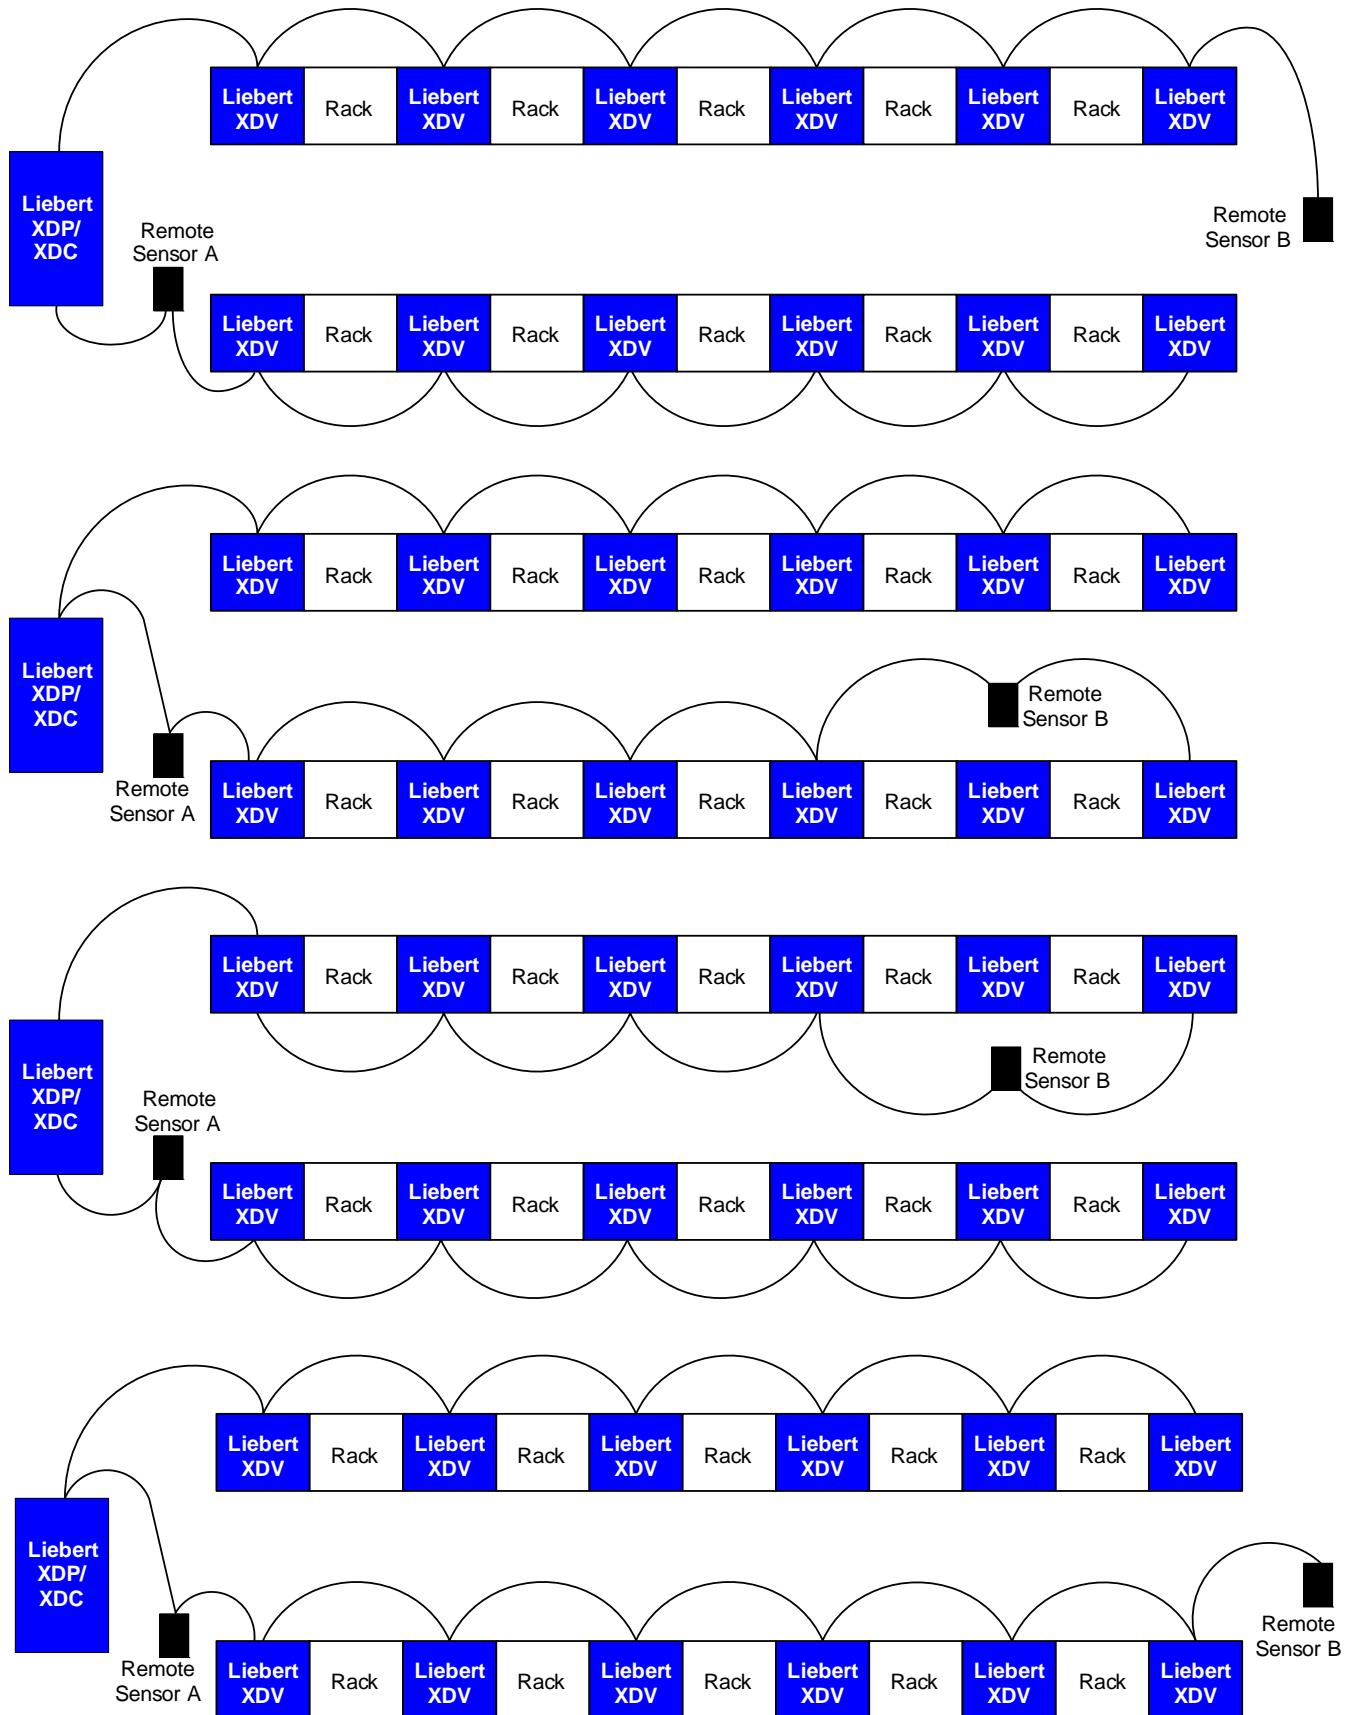 Liebert Rack Liebert Rack Liebert Rack Liebert Rack Liebert Rack Liebert
XDV XDV XDV XDV XDV XDV
Liebert
XDP/
XDC
Remote
Sensor A
Remote
Sensor B
Liebert Rack Liebert Rack Liebert Rack Liebert Rack Liebert Rack Liebert
XDV XDV XDV XDV XDV XDV
Liebert Rack Liebert Rack Liebert Rack Liebert Rack Liebert Rack Liebert
XDV XDV XDV XDV XDV XDV
Liebert
XDP/
XDC
Remote
Sensor B
Remote
Sensor A
Liebert Rack Liebert Rack Liebert Rack Liebert Rack Liebert Rack Liebert
XDV XDV XDV XDV XDV XDV
Liebert Rack Liebert Rack Liebert Rack Liebert Rack Liebert Rack Liebert
XDV XDV XDV XDV XDV XDV
Liebert
XDP/
XDC
Remote
Sensor B
Remote
Sensor A
Liebert Rack Liebert Rack Liebert Rack Liebert Rack Liebert Rack Liebert
XDV XDV XDV XDV XDV XDV
Liebert Rack Liebert Rack Liebert Rack Liebert Rack Liebert Rack Liebert
XDV XDV XDV XDV XDV XDV
Liebert
XDP/
XDC
Remote
Sensor B
Remote
Sensor A
Liebert Rack Liebert Rack Liebert Rack Liebert Rack Liebert Rack Liebert
XDV XDV XDV XDV XDV XDV